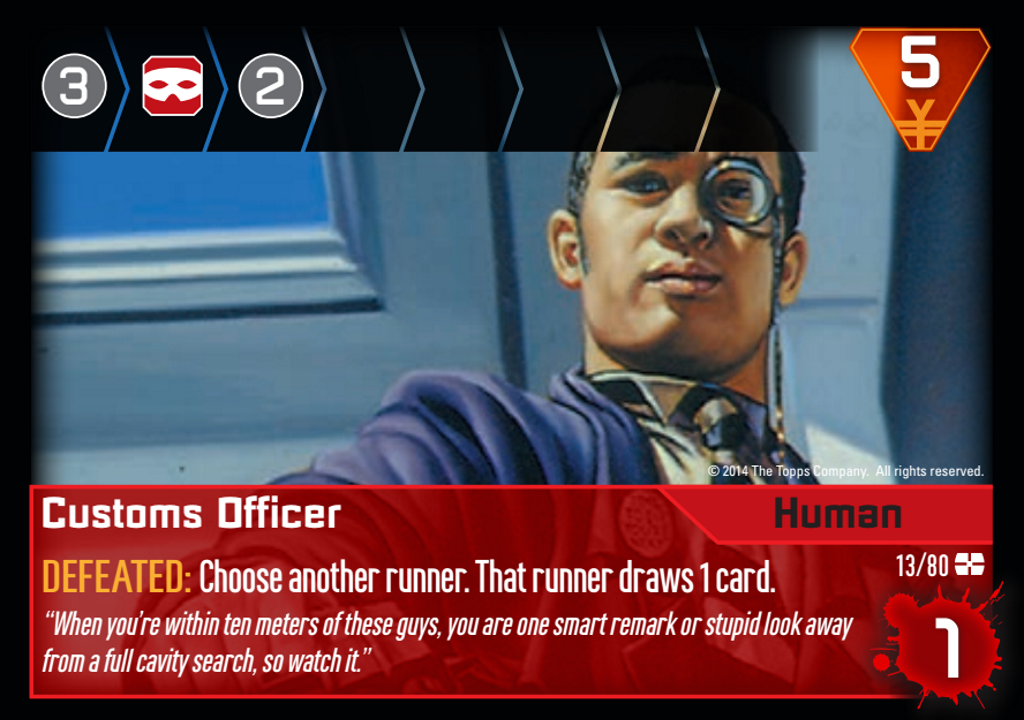 3 2
5
¥
© 2014 The Topps Company. All rights reserved.
Customs Officer
Human
DEFEATED: Choose another runner. That runner draws 1 card.
13/80
“When you’re within ten meters of these guys, you are one smart remark or stupid look away
from a full cavity search, so watch it.”
1